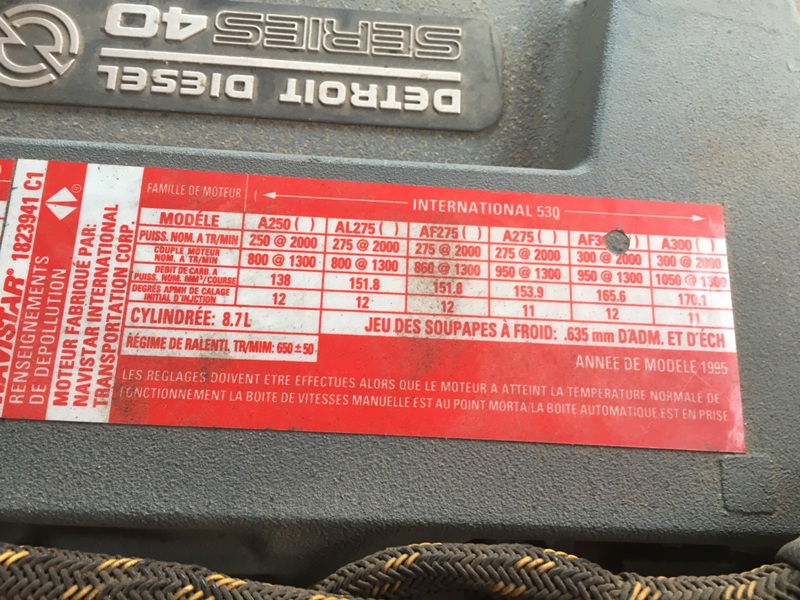 DETROIT DIESEL
SERIES 40
NAVISTAR® 1823941 C1
RENSEIGNEMENTS
DE DÉPOLLUTION
MOTEUR FABRIQUÉ PAR:
NAVISTAR INTERNATIONAL
TRANSPORTATION CORP.
®
FAMILLE DE MOTEUR ( INTERNATIONAL 530
MODÈLE A250 ( ) AL275 ( ) AF275 ( ) A275 ( ) A300 ( )
PUISS. NOM. A TR/MIN 250 @ 2000 275 @ 2000 275 @ 2000 275 @ 2000 300 @ 2000 300 @ 2000
COUPLE MOTEUR NOM. A TR/MIN 800 @ 1300 800 @ 1300 860 @ 1300 950 @ 1300 950 @ 1300 1050 @ 1300
DEBIT DE CARB. A PUISS. NOM. MM³/COURSE 138 151.8 151.8 153.9 165.6 170.1
DEGRÉS APMH DE CALAGE INITIAL D'INJECTION 12 12 12 11 12 11
CYLINDRÉE: 8.7L JEU DES SOUPAPES À FROID: .635 mm D'ADM. ET D'ÉCH
RÉGIME DE RALENTI, TR/MIM: 650±50
ANNEE DE MODELE 1995
LES REGLAGES DOIVENT ETRE EFFECTUES ALORS QUE LE MOTEUR A ATTEINT LA TEMPERATURE NORMALE DE
FONCTIONNEMENT LA BOITE DE VITESSES MANUELLE EST AU POINT MORTA/LA BOITE AUTOMATIQUE EST EN PRISE